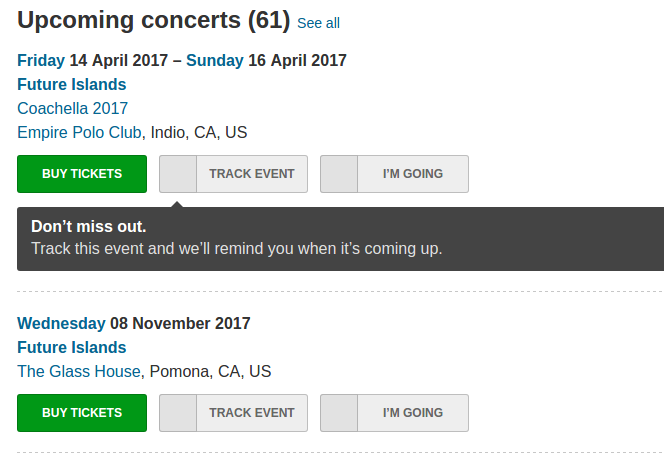 Upcoming concerts (61) See all
Friday 14 April 2017 – Sunday 16 April 2017
Future Islands
Coachella 2017
Empire Polo Club, Indio, CA, US
BUY TICKETS TRACK EVENT I’M GOING
Don’t miss out.
Track this event and we’ll remind you when it’s coming up.
Wednesday 08 November 2017
Future Islands
The Glass House, Pomona, CA, US
BUY TICKETS TRACK EVENT I’M GOING